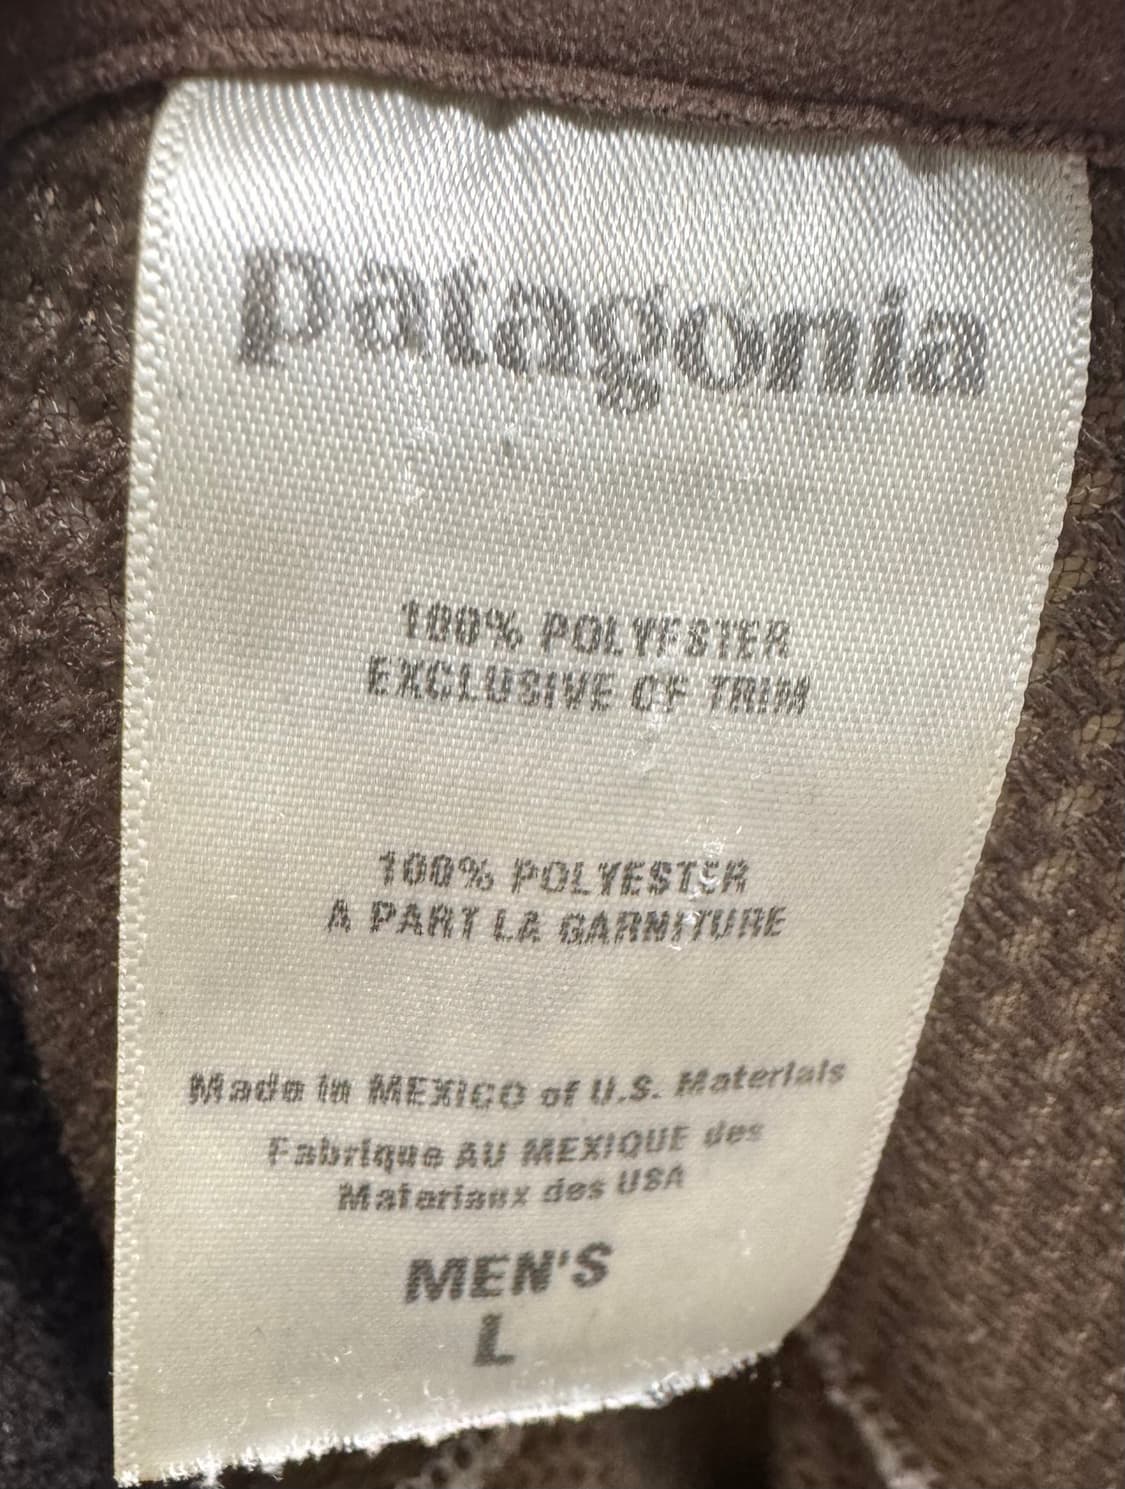 patagonia
100% POLYESTER
EXCLUSIVE OF TRIM
100% POLYESTER
A PART LA GARNITURE
Made in MEXICO of U.S. Materials
Fabrique AU MEXIQUE des
Materiaux des USA
MEN'S
L